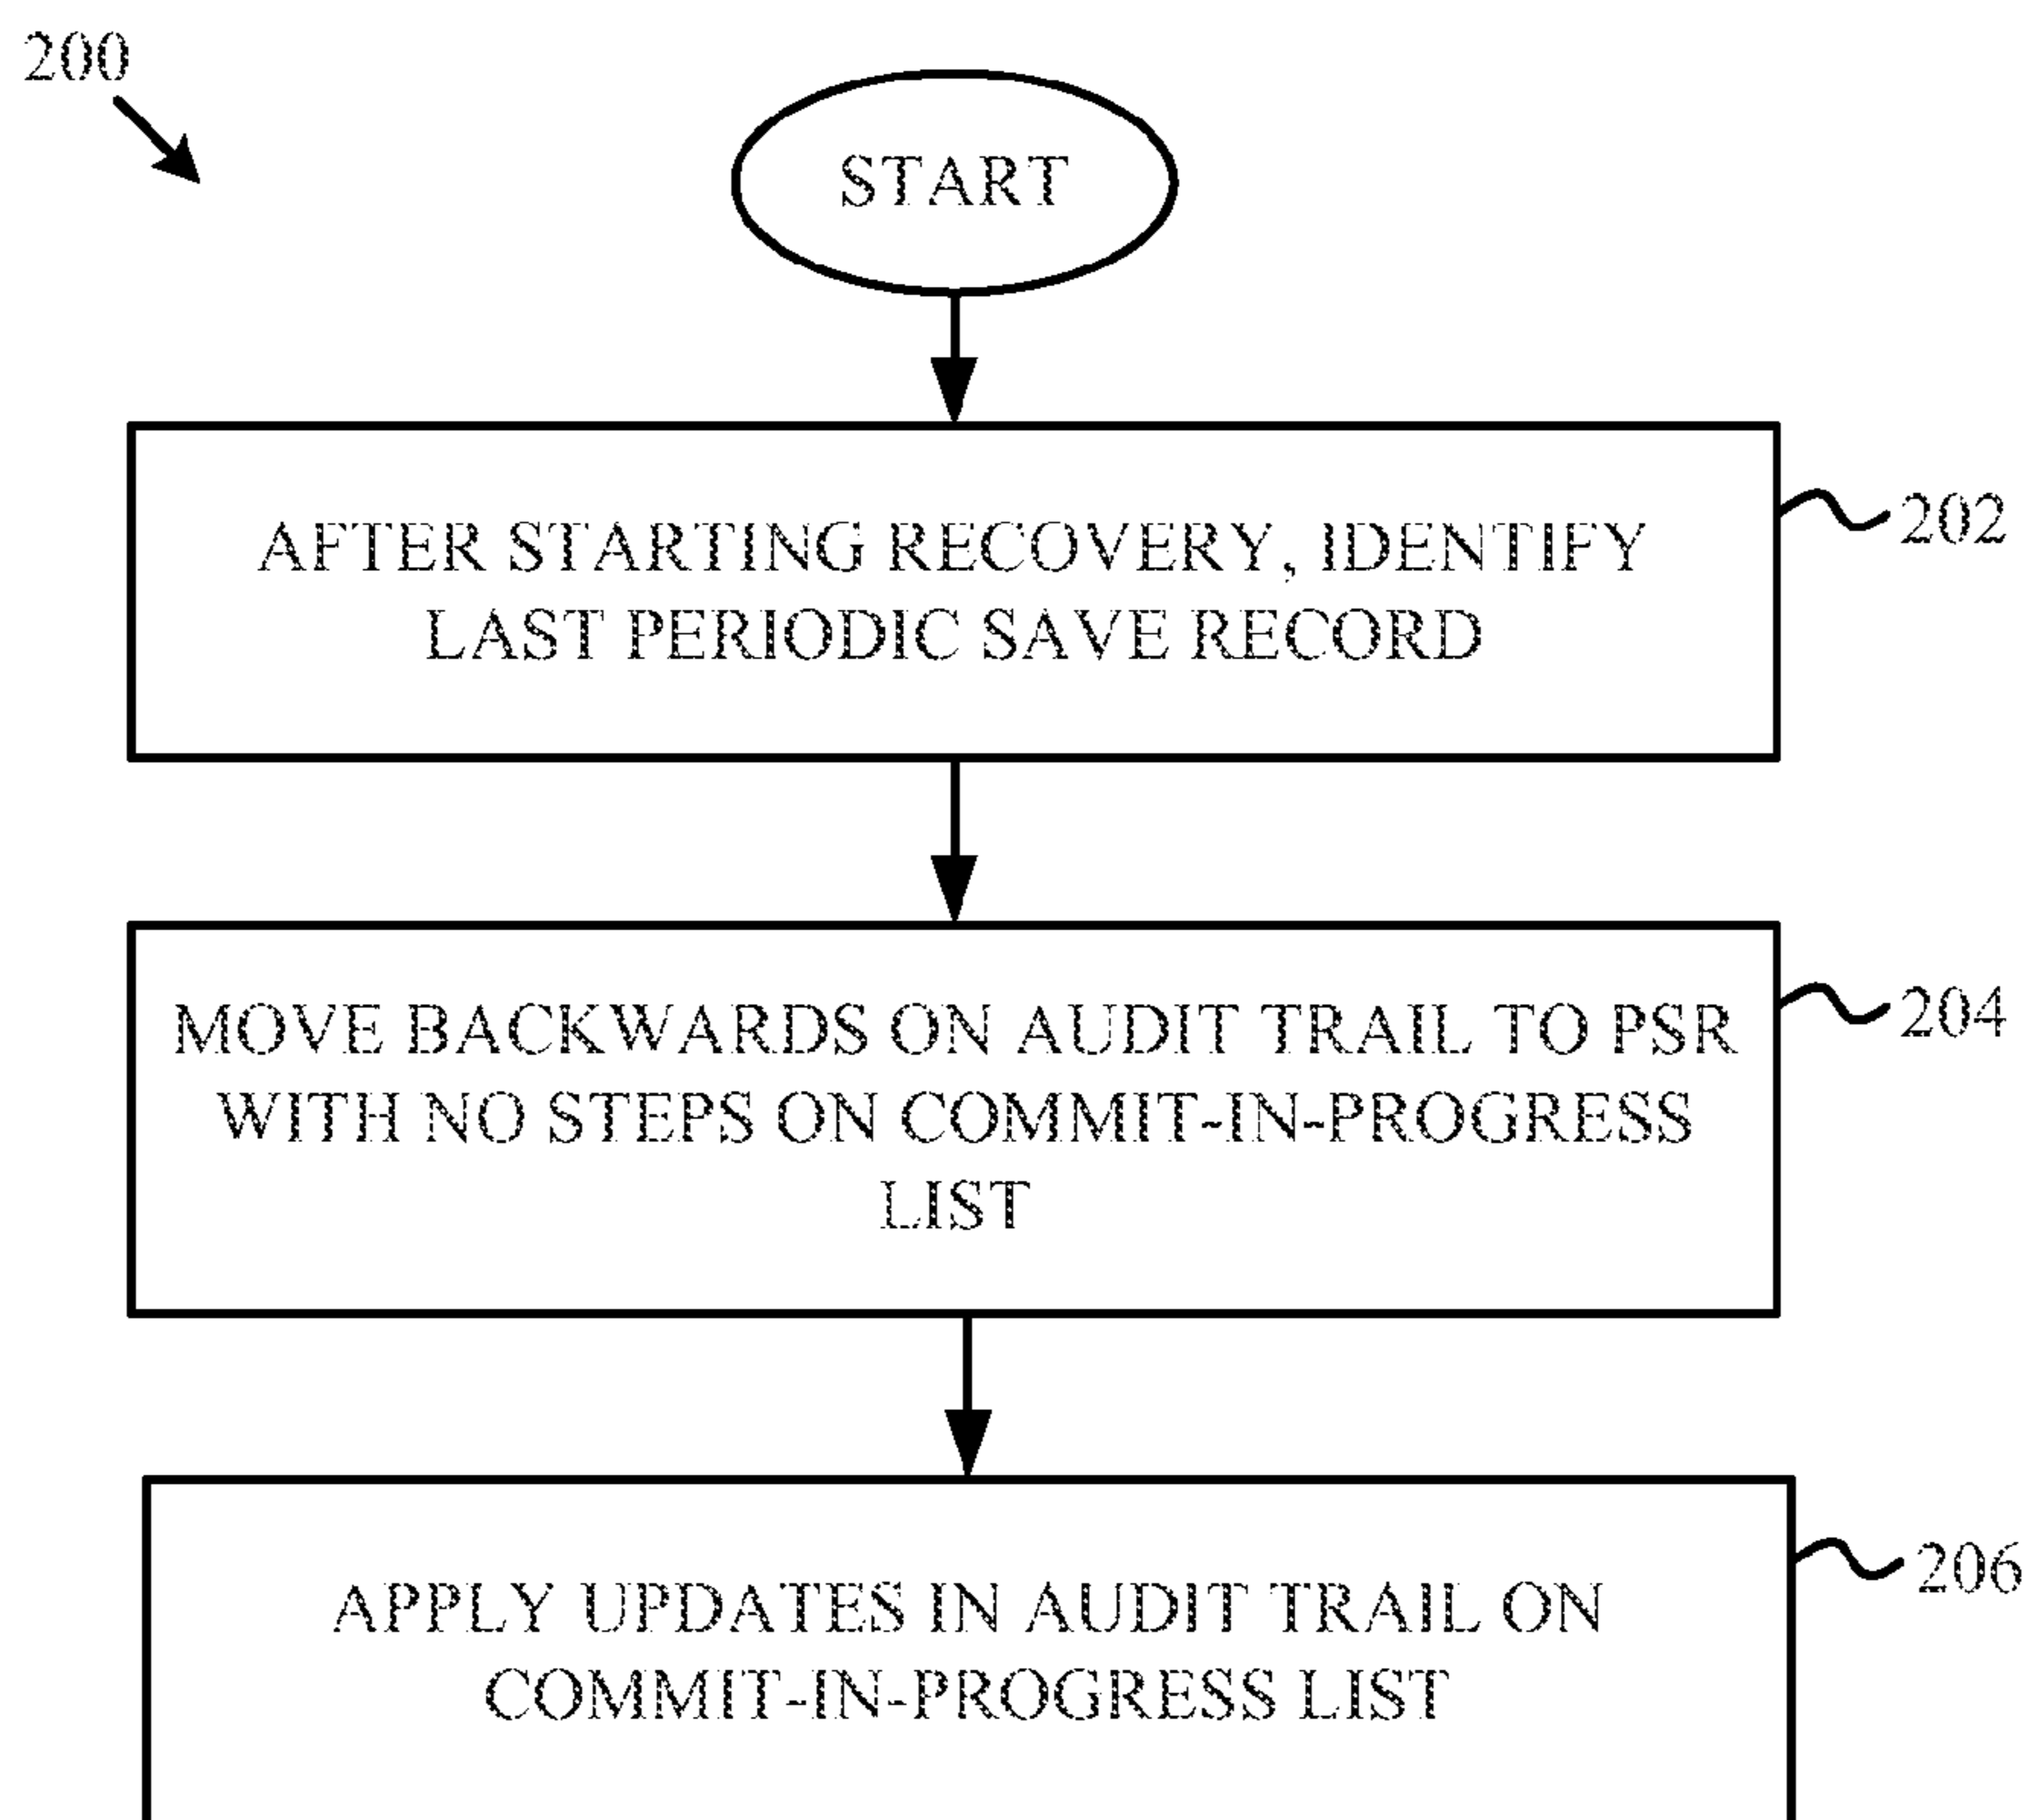 200
START
AFTER STARTING RECOVERY, IDENTIFY
LAST PERIODIC SAVE RECORD
202
MOVE BACKWARDS ON AUDIT TRAIL TO PSR
WITH NO STEPS ON COMMIT-IN-PROGRESS
LIST
204
APPLY UPDATES IN AUDIT TRAIL ON
COMMIT-IN-PROGRESS LIST
206